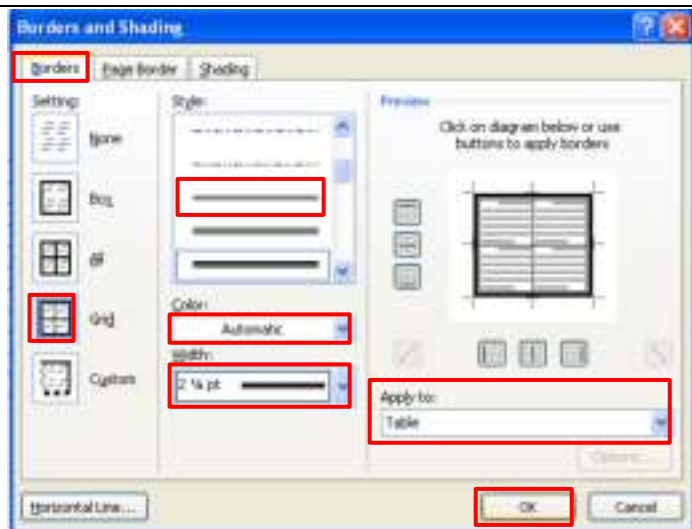 Borders and Shading
Borders Page Border Shading
Setting:
None
Box
All
Grid
Custom
Style:
Color:
Automatic
Width:
2 ¼ pt
Preview
Click on diagram below or use
buttons to apply borders
Apply to:
Table
Options...
Horizontal Line...
OK
Cancel